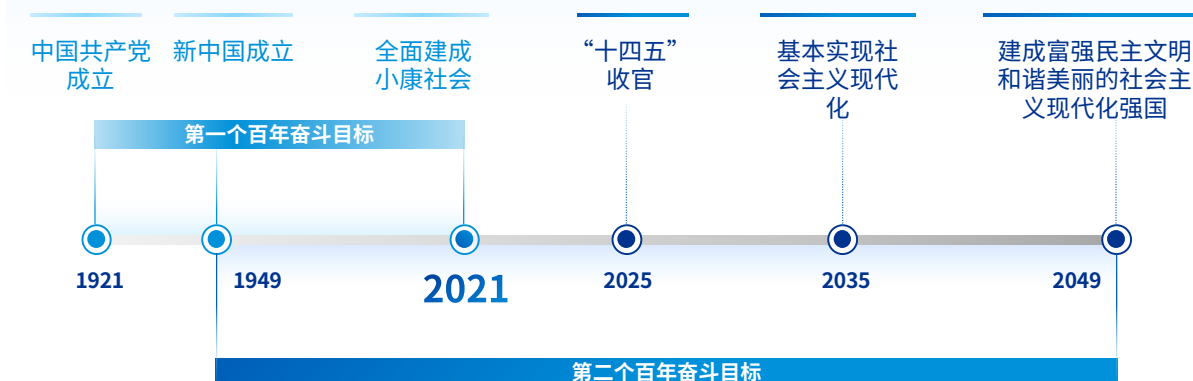 中国共产党
成立
新中国成立
全面建成
小康社会
“十四五”
收官
基本实现社
会主义现代
化
建成富强民主文明
和谐美丽的社会主
义现代化强国
第一个百年奋斗目标
1921
1949
2021
2025
2035
2049
第二个百年奋斗目标